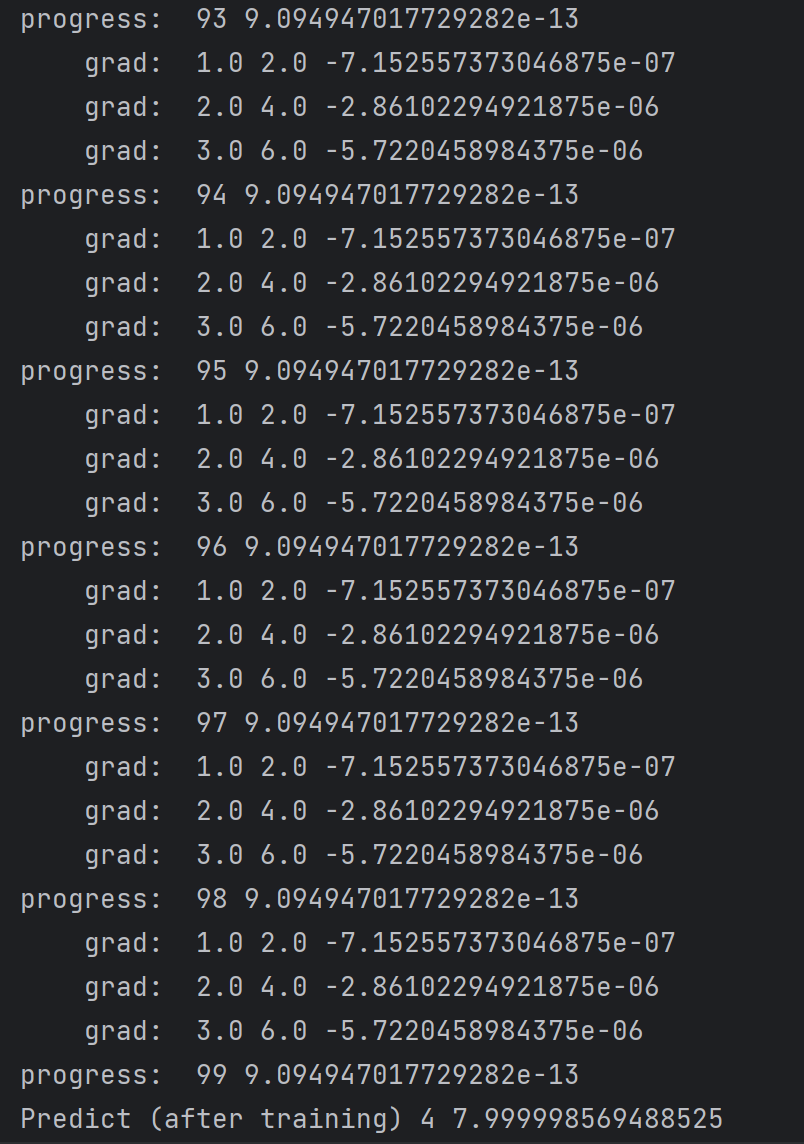 progress:  93 9.094947017729282e-13
    grad:  1.0 2.0 -7.152557373046875e-07
    grad:  2.0 4.0 -2.86102294921875e-06
    grad:  3.0 6.0 -5.7220458984375e-06
progress:  94 9.094947017729282e-13
    grad:  1.0 2.0 -7.152557373046875e-07
    grad:  2.0 4.0 -2.86102294921875e-06
    grad:  3.0 6.0 -5.7220458984375e-06
progress:  95 9.094947017729282e-13
    grad:  1.0 2.0 -7.152557373046875e-07
    grad:  2.0 4.0 -2.86102294921875e-06
    grad:  3.0 6.0 -5.7220458984375e-06
progress:  96 9.094947017729282e-13
    grad:  1.0 2.0 -7.152557373046875e-07
    grad:  2.0 4.0 -2.86102294921875e-06
    grad:  3.0 6.0 -5.7220458984375e-06
progress:  97 9.094947017729282e-13
    grad:  1.0 2.0 -7.152557373046875e-07
    grad:  2.0 4.0 -2.86102294921875e-06
    grad:  3.0 6.0 -5.7220458984375e-06
progress:  98 9.094947017729282e-13
    grad:  1.0 2.0 -7.152557373046875e-07
    grad:  2.0 4.0 -2.86102294921875e-06
    grad:  3.0 6.0 -5.7220458984375e-06
progress:  99 9.094947017729282e-13
Predict (after training) 4 7.999998569488525